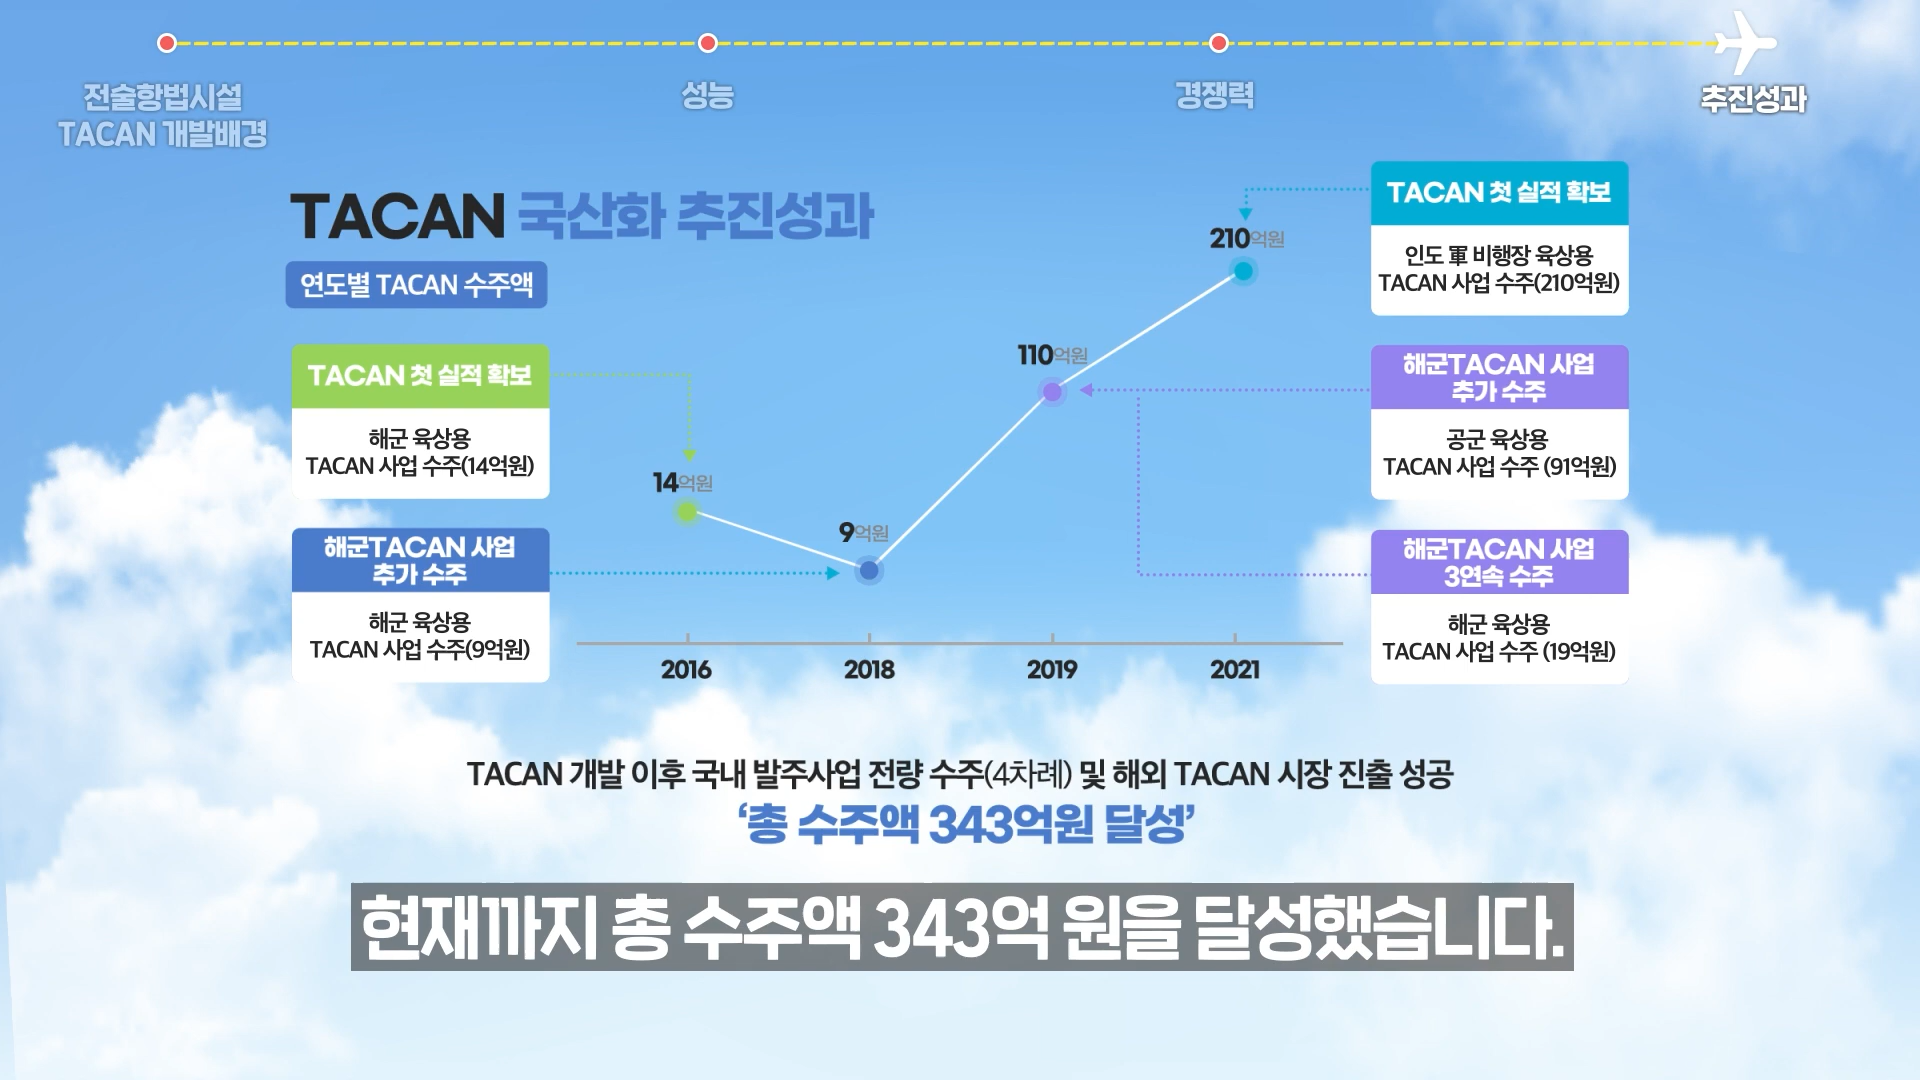 전술항법시설
TACAN 개발배경
성능
경쟁력
추진성과
TACAN 국산화 추진성과
연도별 TACAN 수주액
TACAN 첫 실적 확보
해군 육상용
TACAN 사업 수주(14억원)
해군TACAN 사업
추가 수주
해군 육상용
TACAN 사업 수주(9억원)
14억원
9억원
110억원
210억원
2016
2018
2019
2021
TACAN 첫 실적 확보
인도 軍 비행장 육상용
TACAN 사업 수주(210억원)
해군TACAN 사업
추가 수주
공군 육상용
TACAN 사업 수주 (91억원)
해군TACAN 사업
3연속 수주
해군 육상용
TACAN 사업 수주 (19억원)
TACAN 개발 이후 국내 발주사업 전량 수주(4차례) 및 해외 TACAN 시장 진출 성공
‘총 수주액 343억원 달성’
현재까지 총 수주액 343억 원을 달성했습니다.